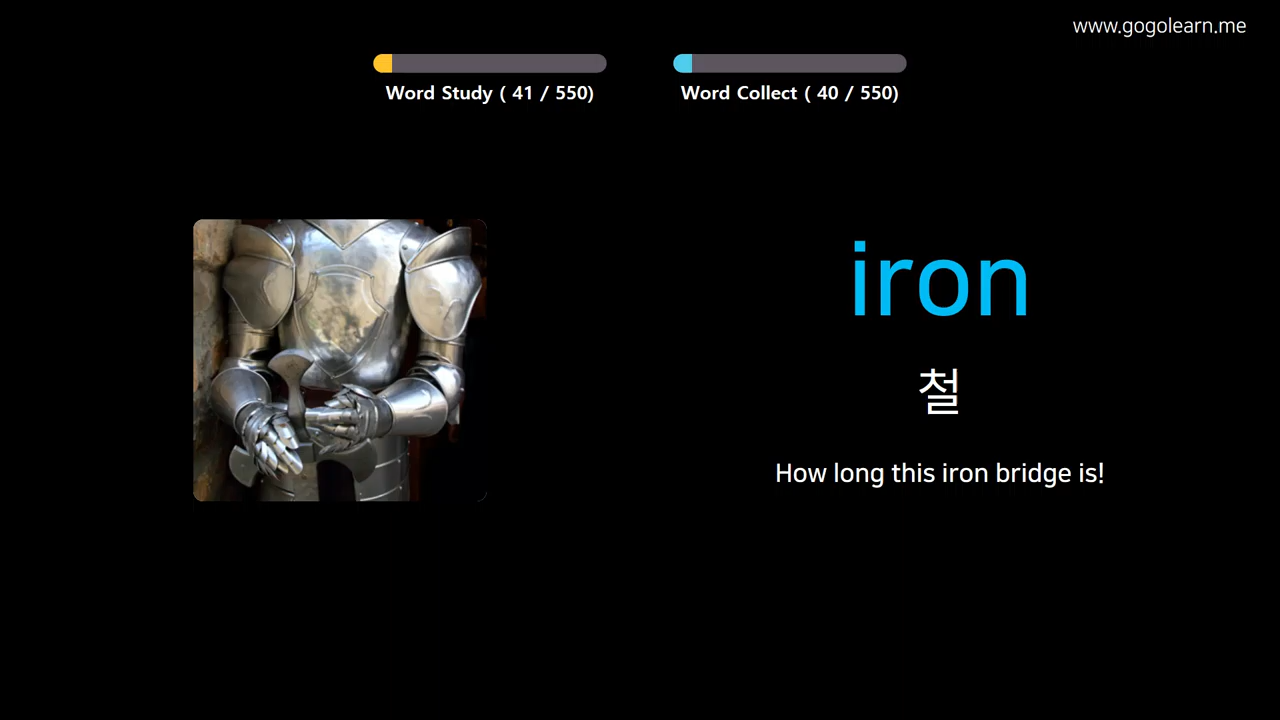 www.gogolearn.me
Word Study ( 41 / 550)
Word Collect ( 40 / 550)
iron
철
How long this iron bridge is!